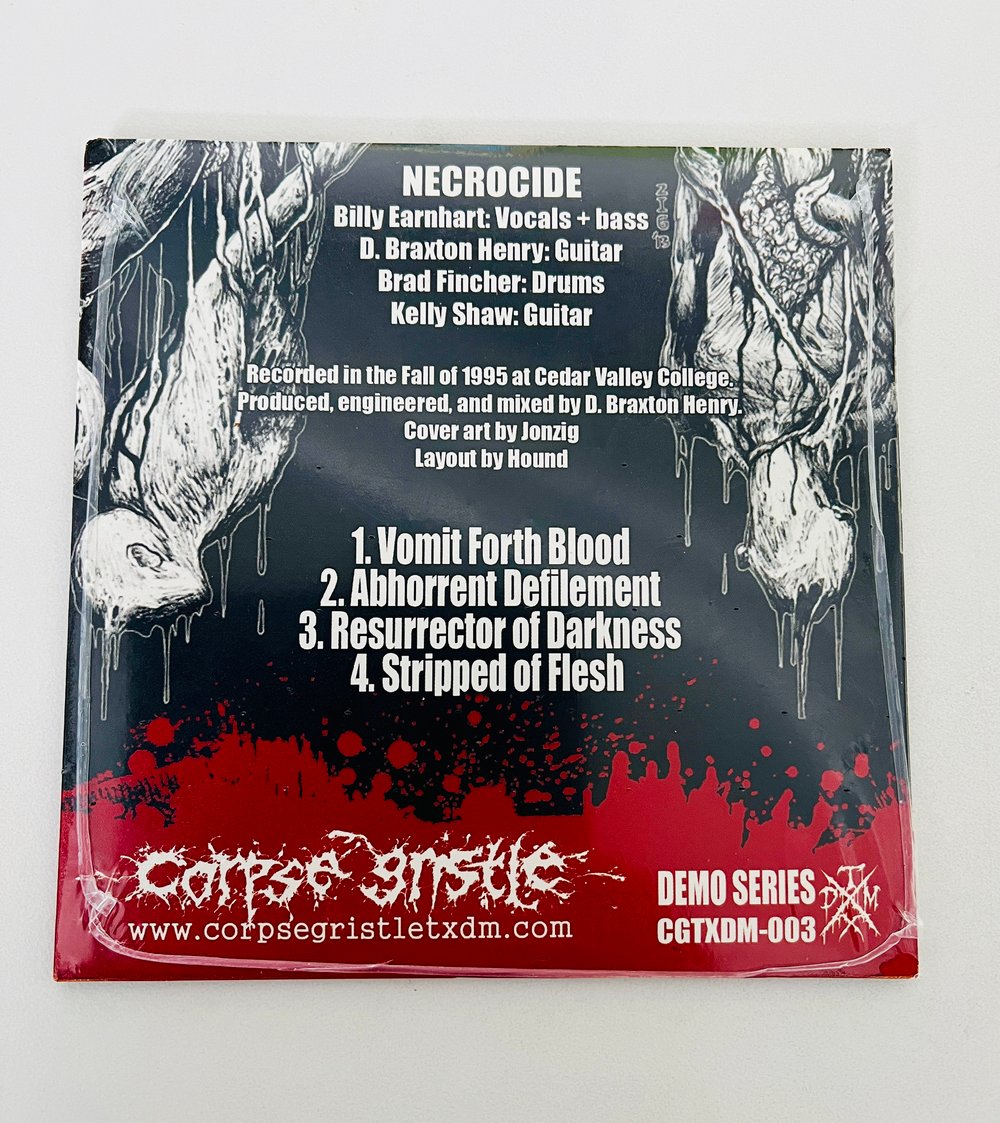 NECROCIDE
Billy Earnhart: Vocals + bass
D. Braxton Henry: Guitar
Brad Fincher: Drums
Kelly Shaw: Guitar
Recorded in the Fall of 1995 at Cedar Valley College.
Produced, engineered, and mixed by D. Braxton Henry.
Cover art by Jonzig
Layout by Hound
1. Vomit Forth Blood
2. Abhorrent Defilement
3. Resurrector of Darkness
4. Stripped of Flesh
corpse gristle
www.corpsegristletxdm.com
DEMO SERIES
CGTXDM-003